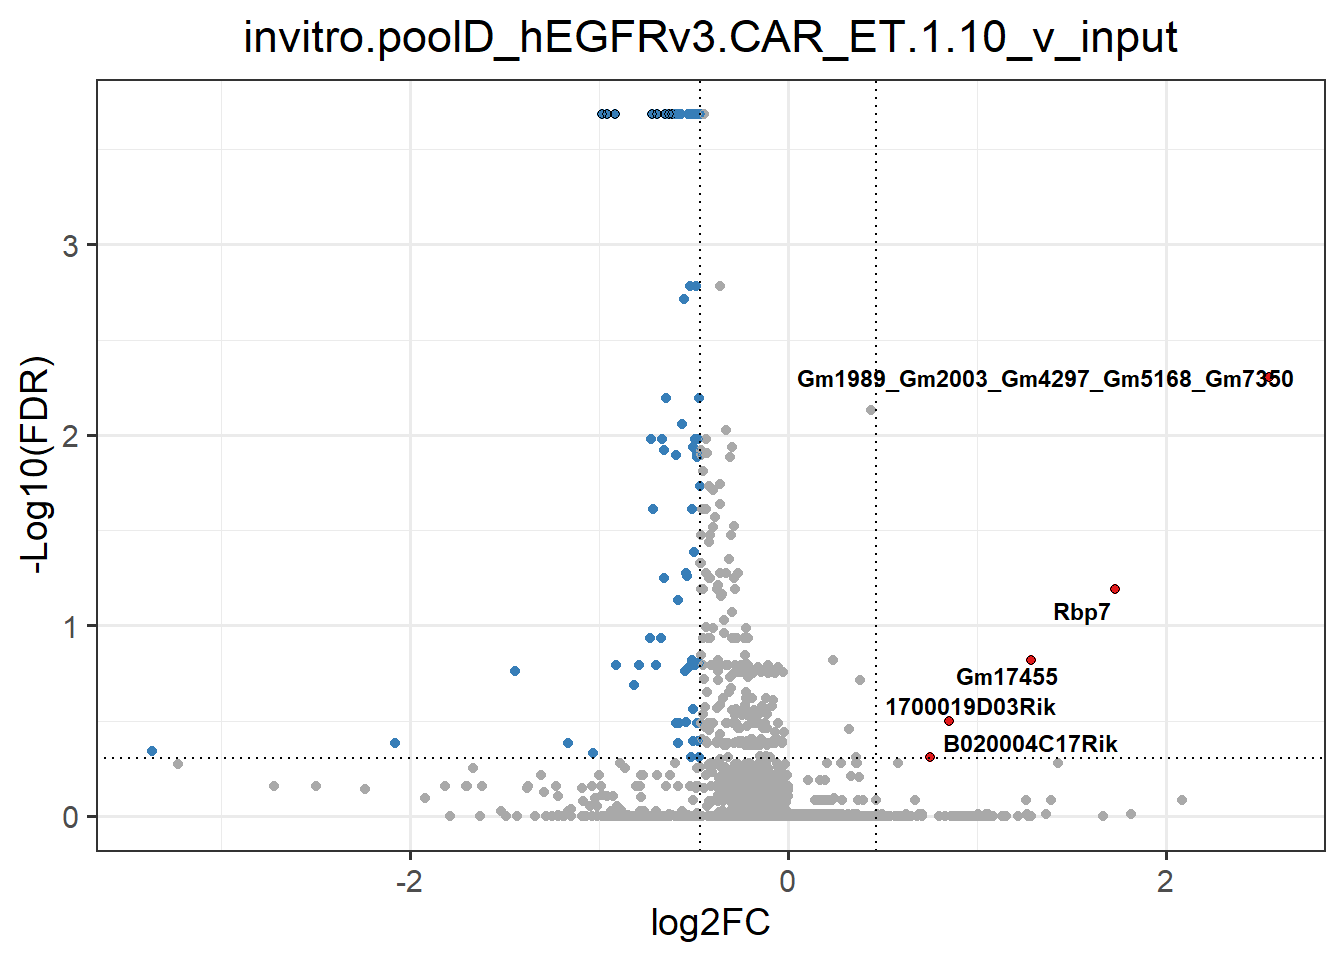 invitro.poolD_hEGFRv3.CAR_ET.1.10_v_input
-Log10(FDR)
3
2
1
0
Gm1989_Gm2003_Gm4297_Gm5168_Gm7350
Rbp7
Gm17455
1700019D03Rik
B020004C17Rik
-2
0
2
log2FC